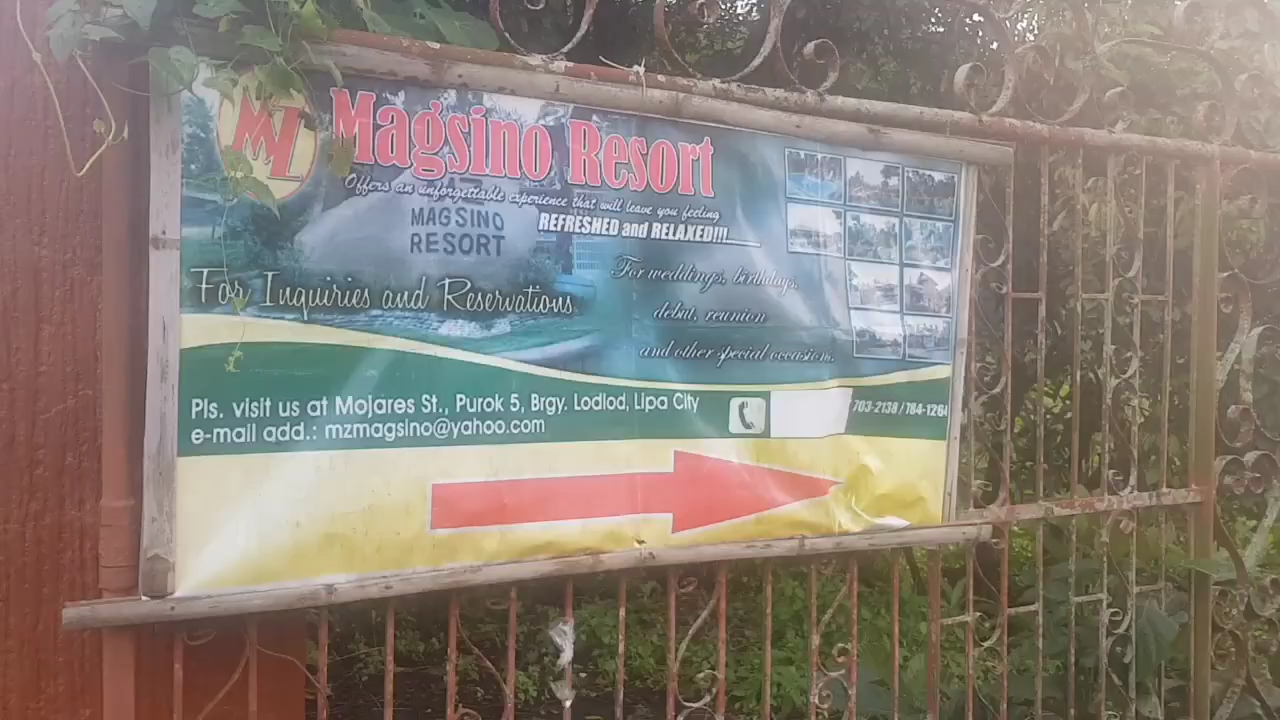 MZ
Magsino Resort
Offers an unforgettable experience that will leave you feeling
REFRESHED and RELAXED!!!
MAGSINO
RESORT
For Inquiries and Reservations
For weddings, birthdays,
debut, reunion
and other special occasions.
Pls. visit us at Mojares St., Purok 5, Brgy. Lodlod, Lipa City
e-mail add.: mzmagsino@yahoo.com
703-2138 / 784-1264